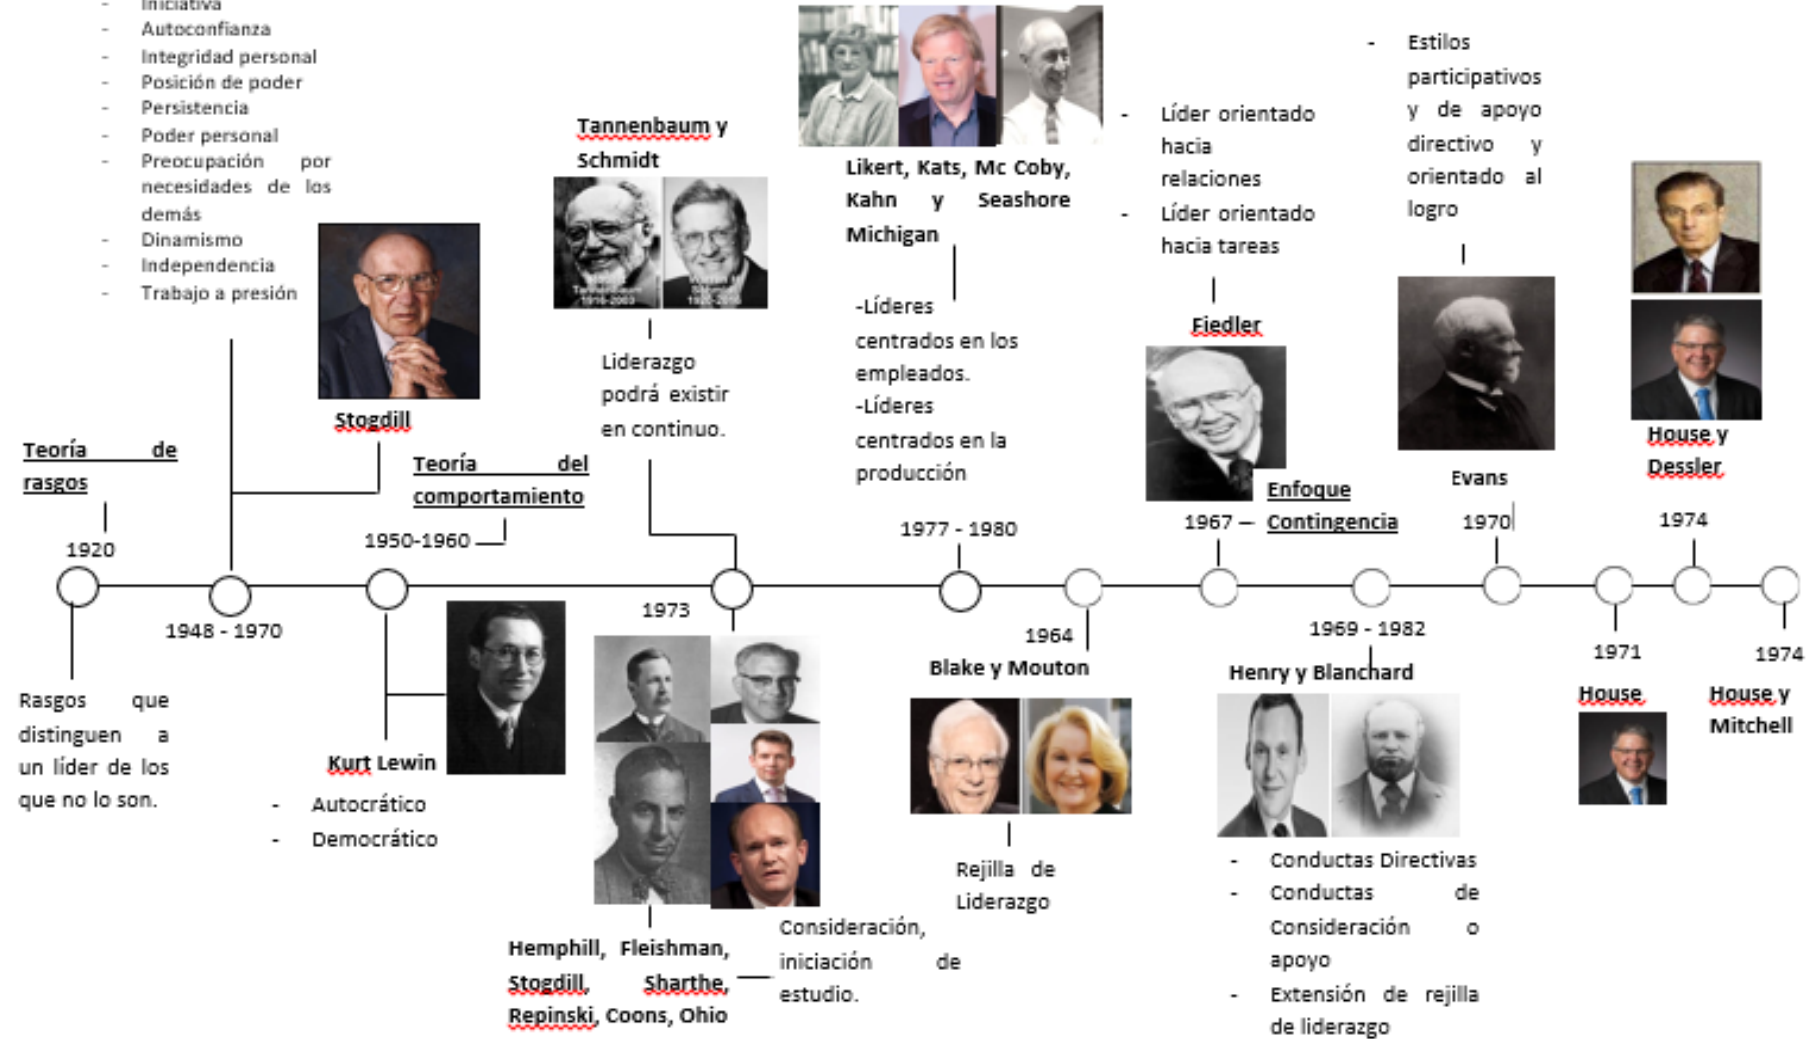 - Iniciativa
- Autoconfianza
- Integridad personal
- Posición de poder
- Persistencia
- Poder personal
- Preocupación por
necesidades de los
demás
- Dinamismo
- Independencia
- Trabajo a presión
Stogdill
Teoría de
rasgos
1920
Rasgos que
distinguen a
un líder de los
que no lo son.
1948 - 1970
Teoría del
comportamiento
1950-1960
Kurt Lewin
- Autocrático
- Democrático
Tannenbaum y
Schmidt
Tannenbaum
1916-2003
Liderazgo
podrá existir
en continuo.
1973
Hemphill, Fleishman,
Stogdill, Sharthe,
Repinski, Coons, Ohio
Consideración,
iniciación de
estudio.
Likert, Kats, Mc Coby,
Kahn y Seashore
Michigan
-Líderes
centrados en los
empleados.
-Líderes
centrados en la
producción
1977 - 1980
1964
Blake y Mouton
Rejilla de
Liderazgo
- Líder orientado
hacia
relaciones
- Líder orientado
hacia tareas
Fiedler
1967 –
Enfoque
Contingencia
1969 - 1982
Henry y Blanchard
- Conductas Directivas
- Conductas de
Consideración o
apoyo
- Extensión de rejilla
de liderazgo
- Estilos
participativos
y de apoyo
directivo y
orientado al
logro
Evans
1970
1971
House
House y
Dessler
1974
1974
House y
Mitchell